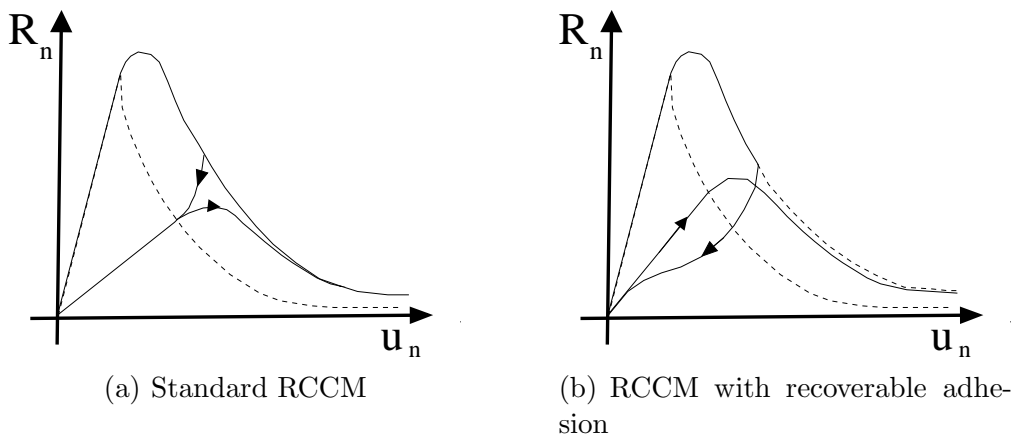 R n
u n
(a) Standard RCCM
R n
u n
(b) RCCM with recoverable adhe-
sion